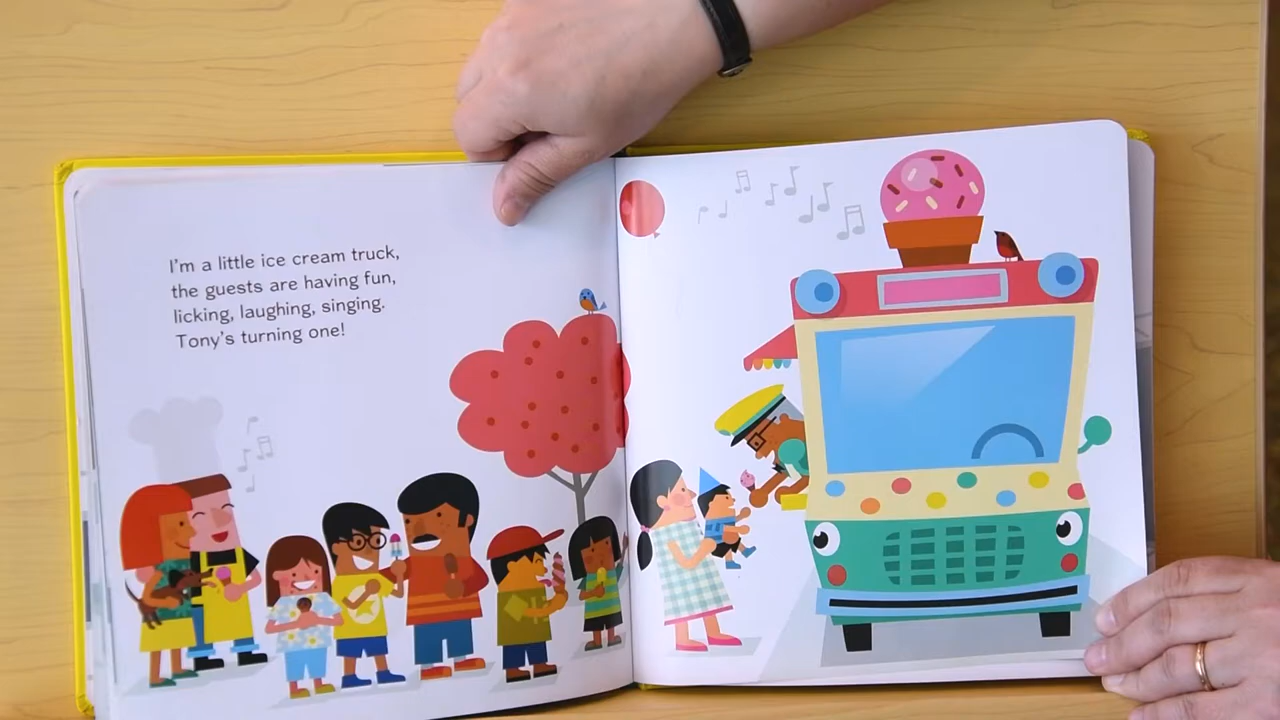 I'm a little ice cream truck,
the guests are having fun,
licking, laughing, singing.
Tony's turning one!